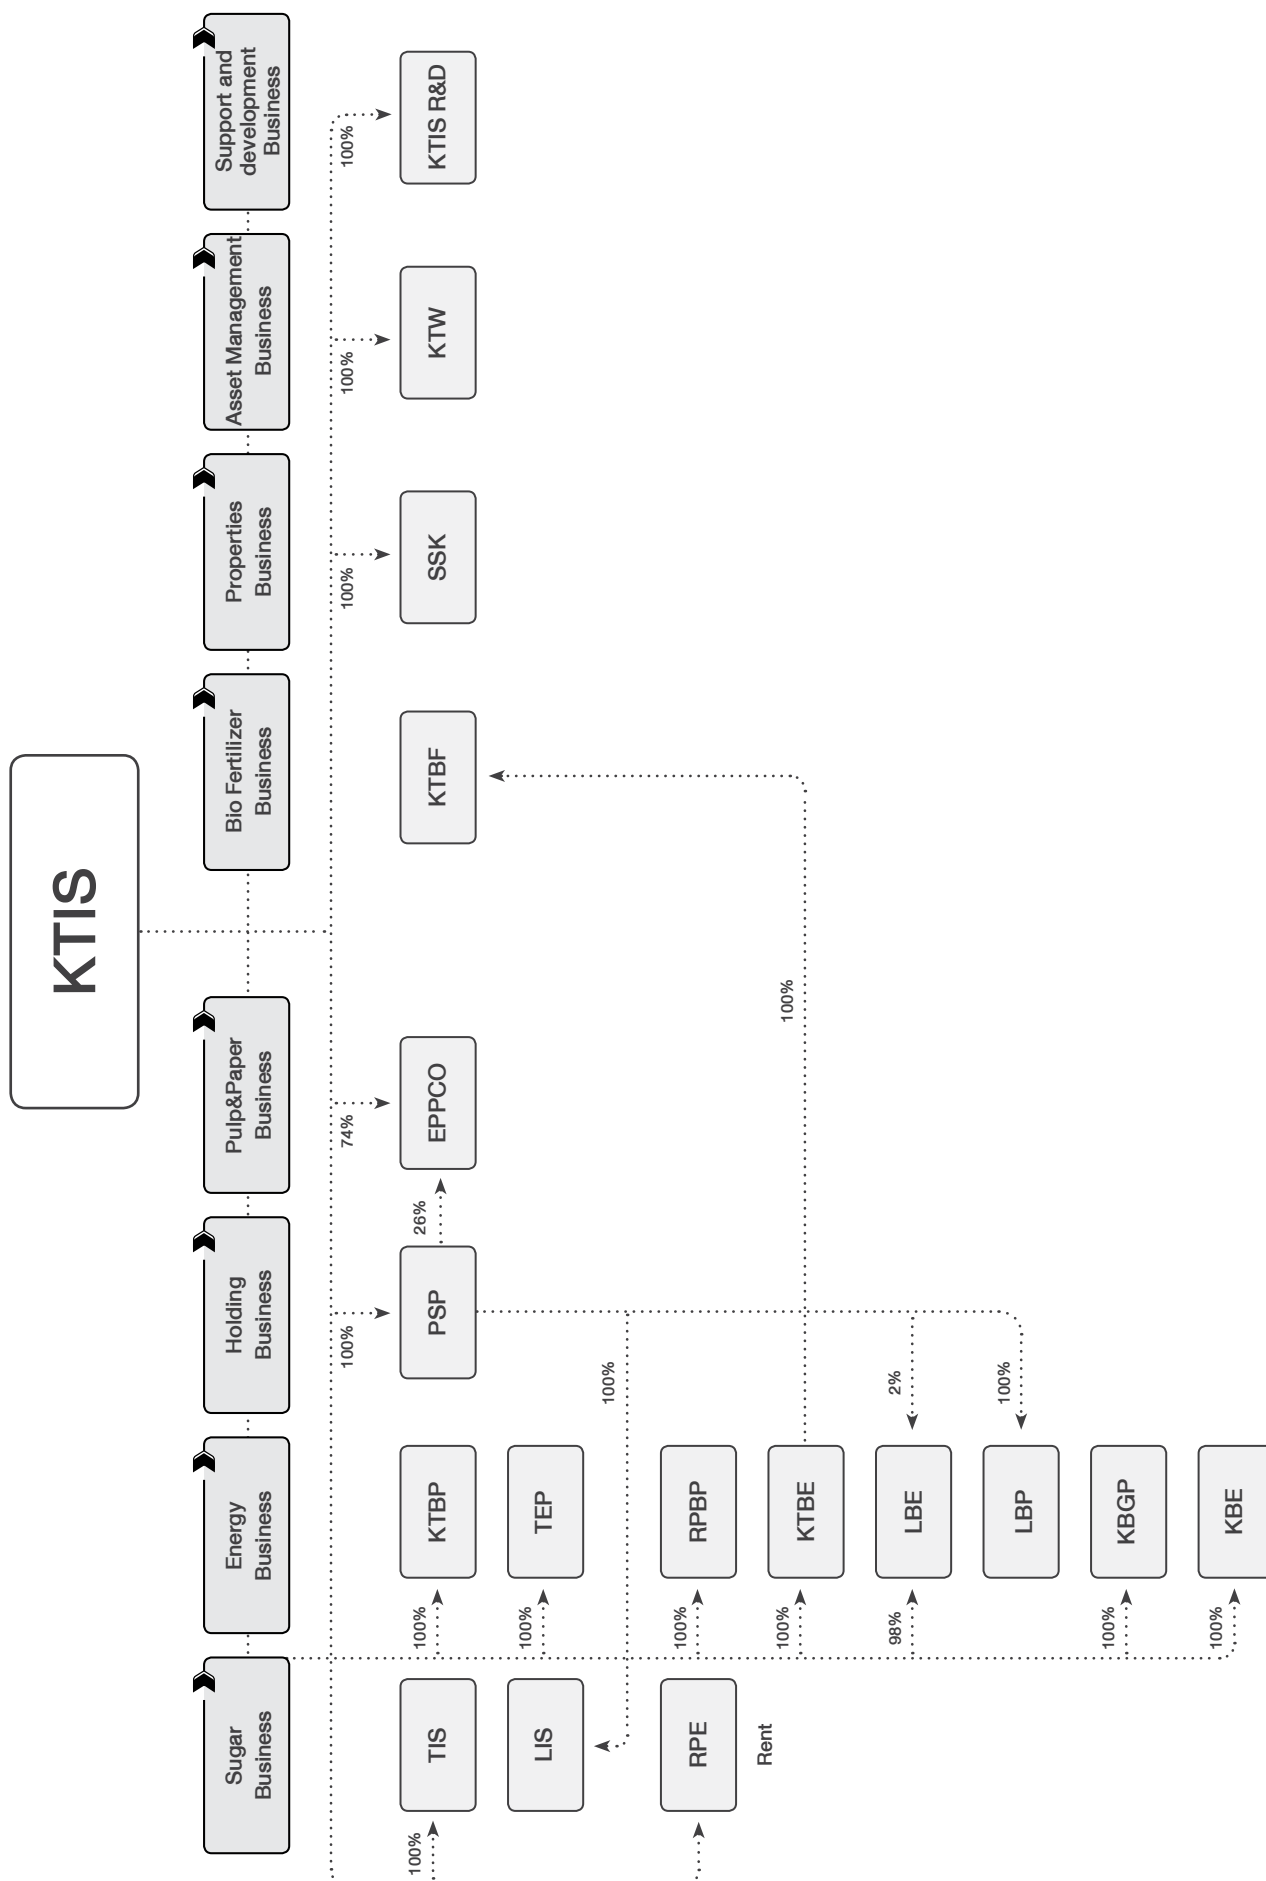 KTIS
Sugar
Business
Energy
Business
Holding
Business
Pulp&Paper
Business
Bio Fertilizer
Business
Properties
Business
Asset Management
Business
Support and
development
Business
100%
74%
100%
100%
100%
100%
100%
26%
TIS
KTBP
PSP
EPPCO
KTBF
SSK
KTW
KTIS R&D
100%
LIS
TEP
100%
100%
RPE
RPBP
Rent
100%
KTBE
100%
98%
LBE
2%
LBP
100%
100%
KBGP
100%
KBE